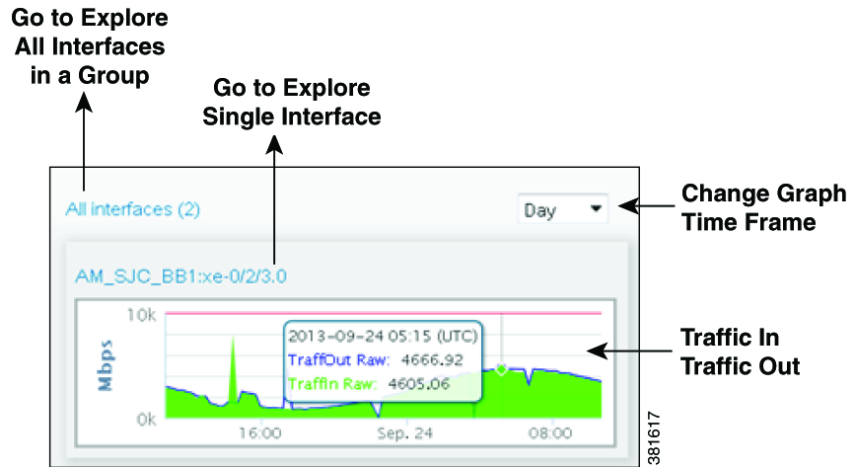 Go to Explore
All Interfaces
in a Group
Go to Explore
Single Interface
All interfaces (2)
Day
Change Graph
Time Frame
AM_SJC_BB1:xe-0/2/3.0
10k
Mbps
2013-09-24 05:15 (UTC)
TraffOut Raw: 4666.92
TraffIn Raw: 4605.06
Traffic In
Traffic Out
0k
16:00
Sep. 24
08:00
381617